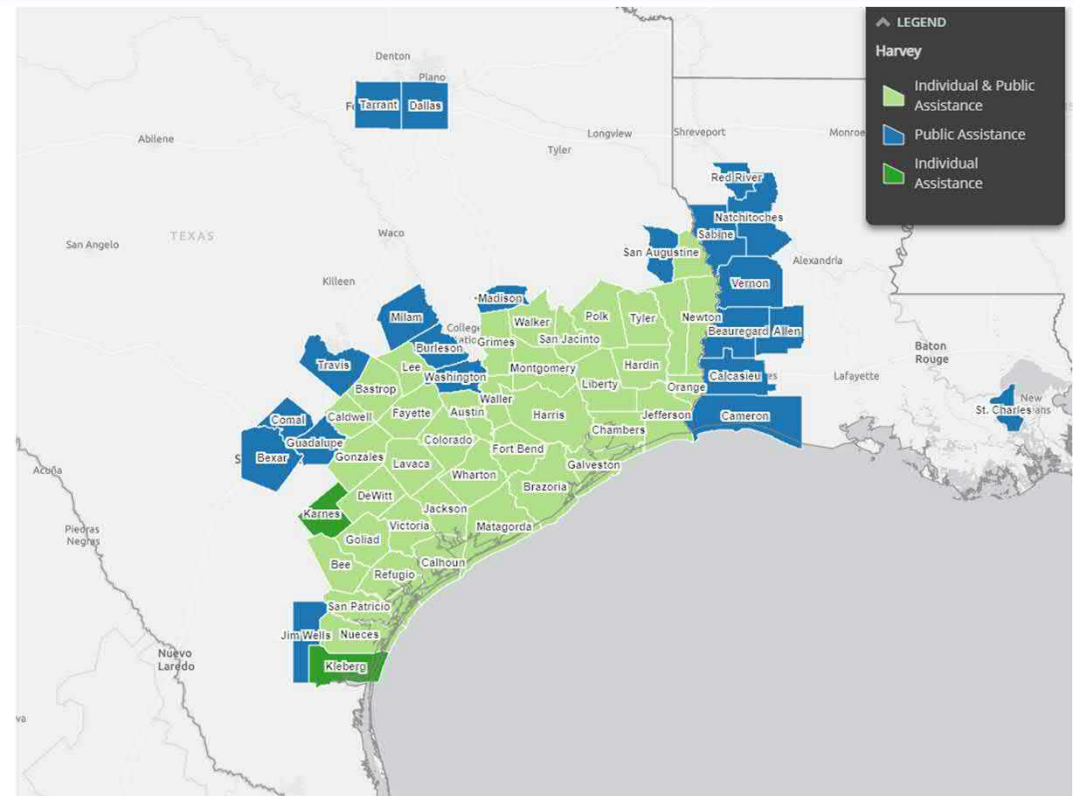 LEGEND
Harvey
Individual & Public
Assistance
Public Assistance
Individual
Assistance
Denton
Plano
Tarrant
Dallas
Abilene
Longview
Shreveport
Monroe
Tyler
Red River
Natchitoches
Sabine
TEXAS
Waco
San Angelo
San Augustine
Alexandria
Killeen
Vernon
Madison
Milam
Walker
Polk
Tyler
Newton
College
Grimes
San Jacinto
Beauregard
Allen
Burleson
Baton
Rouge
Travis
Lee
Washington
Montgomery
Hardin
Calcasieu
Lafayette
Bastrop
Liberty
Orange
Waller
New
St. Charles
Comal
Caldwell
Fayette
Austin
Harris
Jefferson
Cameron
Guadalupe
Colorado
Chambers
Bexar
Gonzales
Lavaca
Fort Bend
Galveston
Acuña
Wharton
Brazoria
DeWitt
Karnes
Jackson
Piedras
Negras
Victoria
Matagorda
Goliad
Bee
Calhoun
Refugio
San Patricio
Jim Wells
Nueces
Nuevo
Laredo
Kleberg